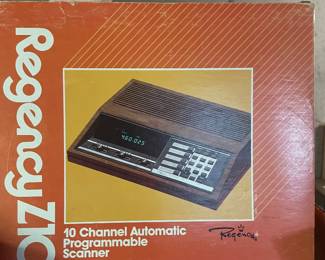 Regency Z10
460.025
10 Channel Automatic
Programmable
Scanner
Regency